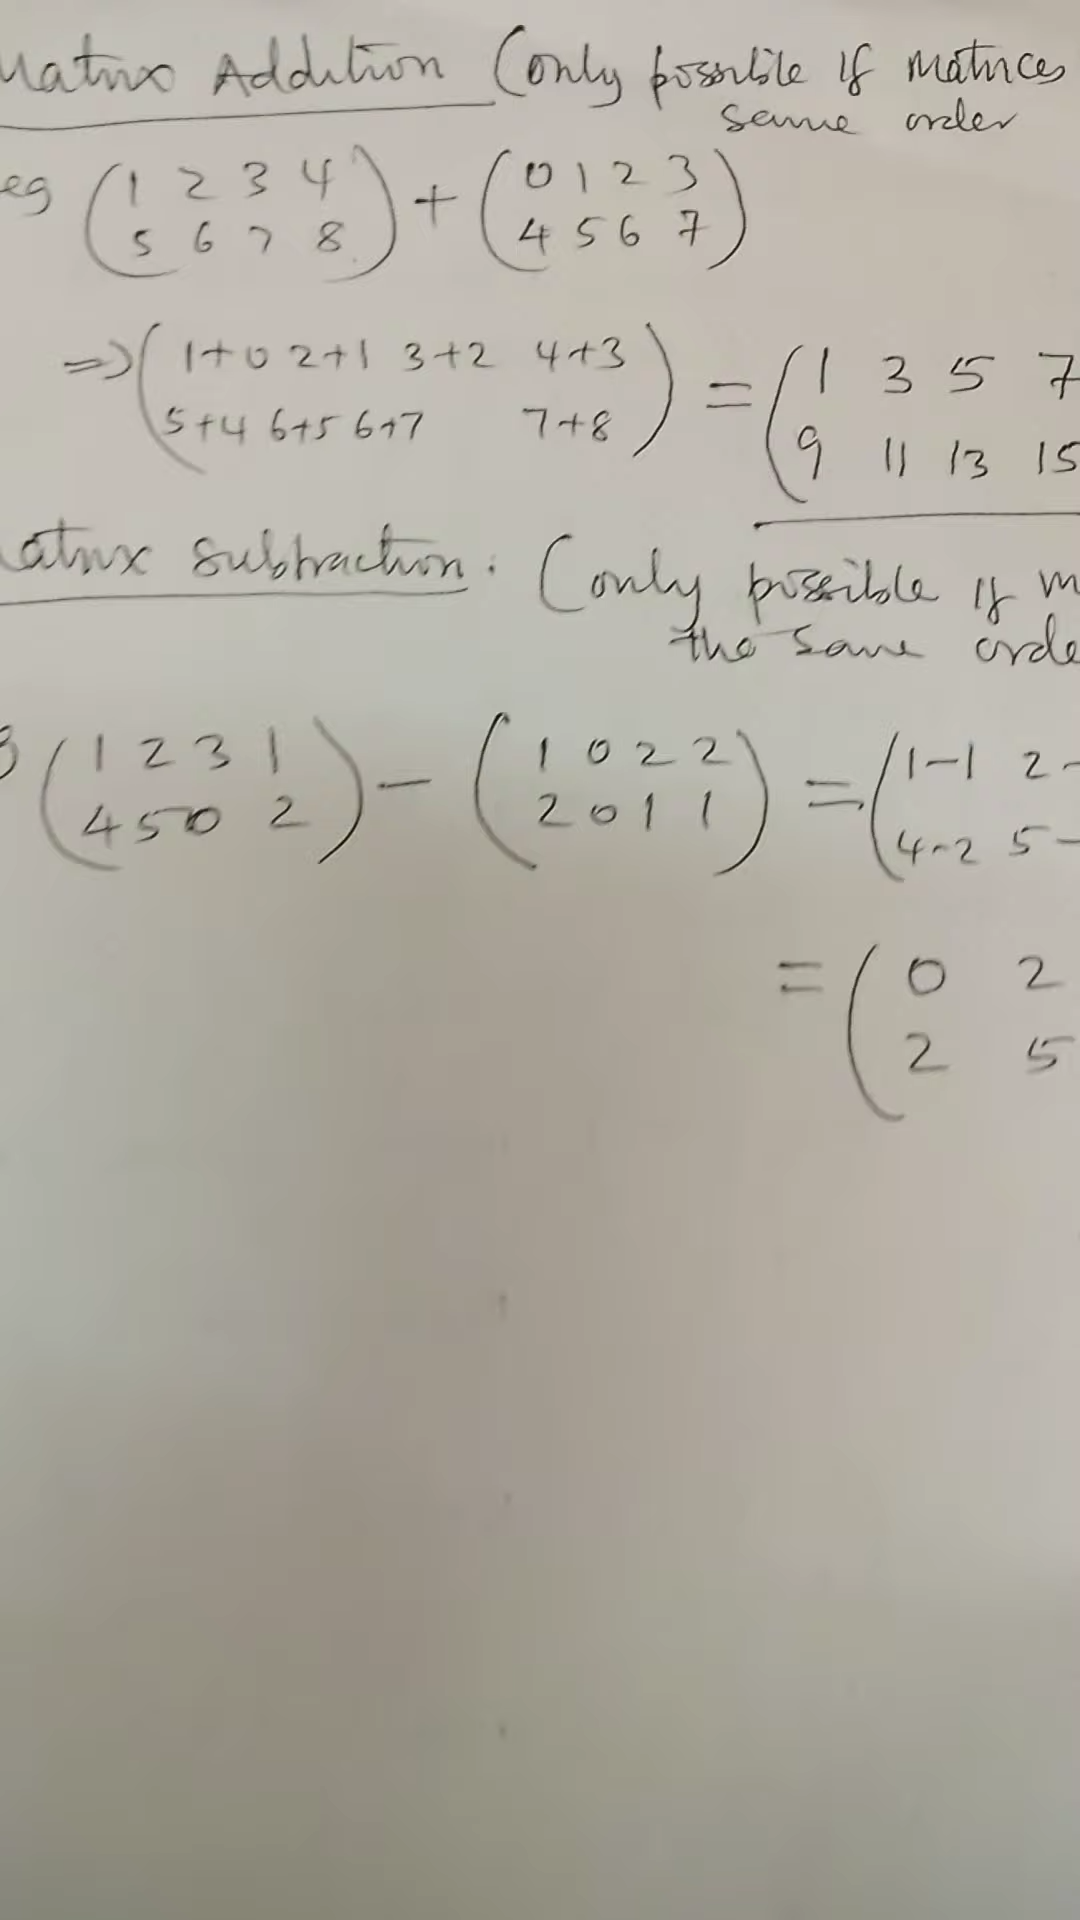 Matrix Addition (only possible if matrices
same order
eg (1 2 3 4) + (0 1 2 3)
(5 6 7 8) (4 5 6 7)
=> (1+0 2+1 3+2 4+3) = (1 3 5 7
(5+4 6+5 6+7 7+8) (9 11 13 15
Matrix Subtraction. (only possible if m
the same orde
(1 2 3 1) - (1 0 2 2) = (1-1 2-
(4 5 0 2) (2 0 1 1) (4-2 5-
= (0 2
(2 5